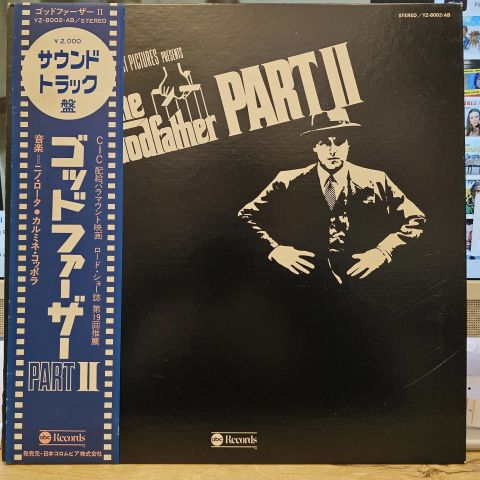 ゴッドファーザー II
YZ-8002-AB/STEREO
¥2,000
サウンド
トラック
盤
ゴッドファーザー
PART II
音楽=ニノ・ロータ●カルミネ・コッポラ
CIC配給パラマウント映画 ロード・ショー誌 第19回推薦
abc Records
発売元・日本コロムビア株式会社
STEREO / YZ-8002-AB
PICTURES PRESENTS
PART II
abc Records